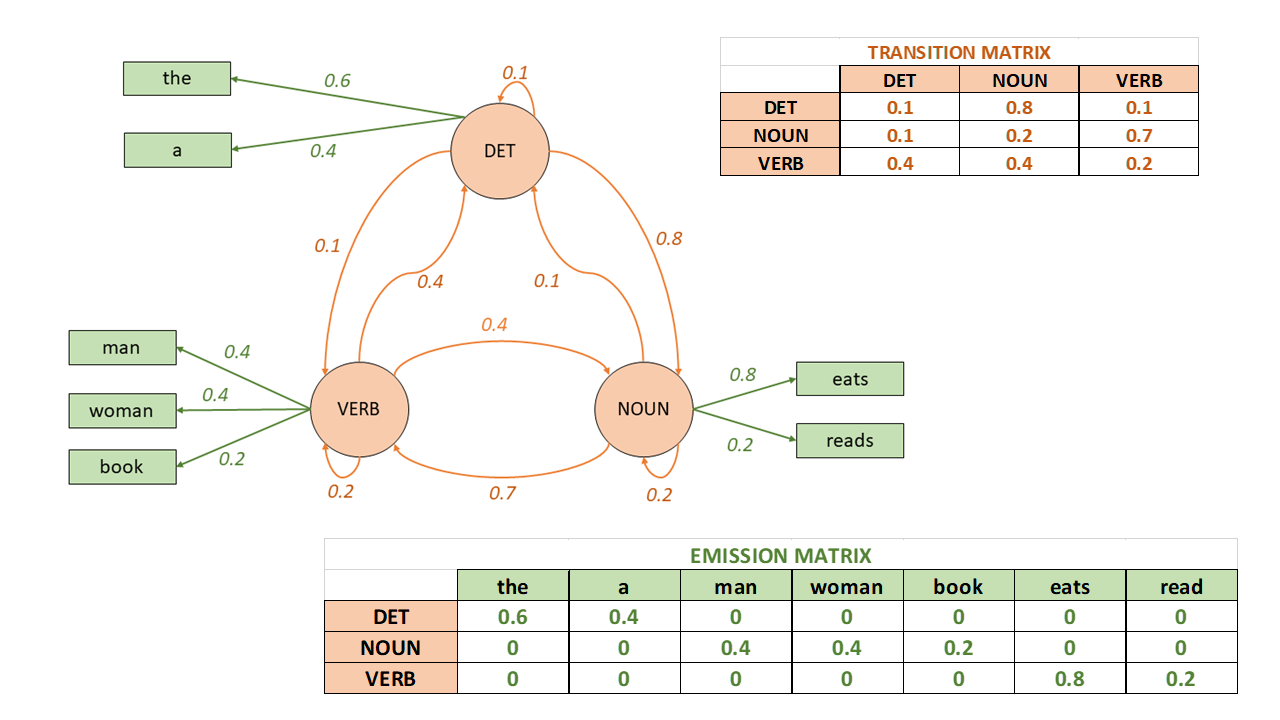 TRANSITION MATRIX
DET NOUN VERB
DET 0.1 0.8 0.1
NOUN 0.1 0.2 0.7
VERB 0.4 0.4 0.2
the
0.6
0.1
a
0.4
DET
0.1
0.4
0.1
0.8
0.4
man
0.4
woman
0.4
book
0.2
VERB
0.2
0.7
NOUN
0.2
0.8
eats
0.2
reads
EMISSION MATRIX
the a man woman book eats read
DET 0.6 0.4 0 0 0 0 0
NOUN 0 0 0.4 0.4 0.2 0 0
VERB 0 0 0 0 0 0.8 0.2